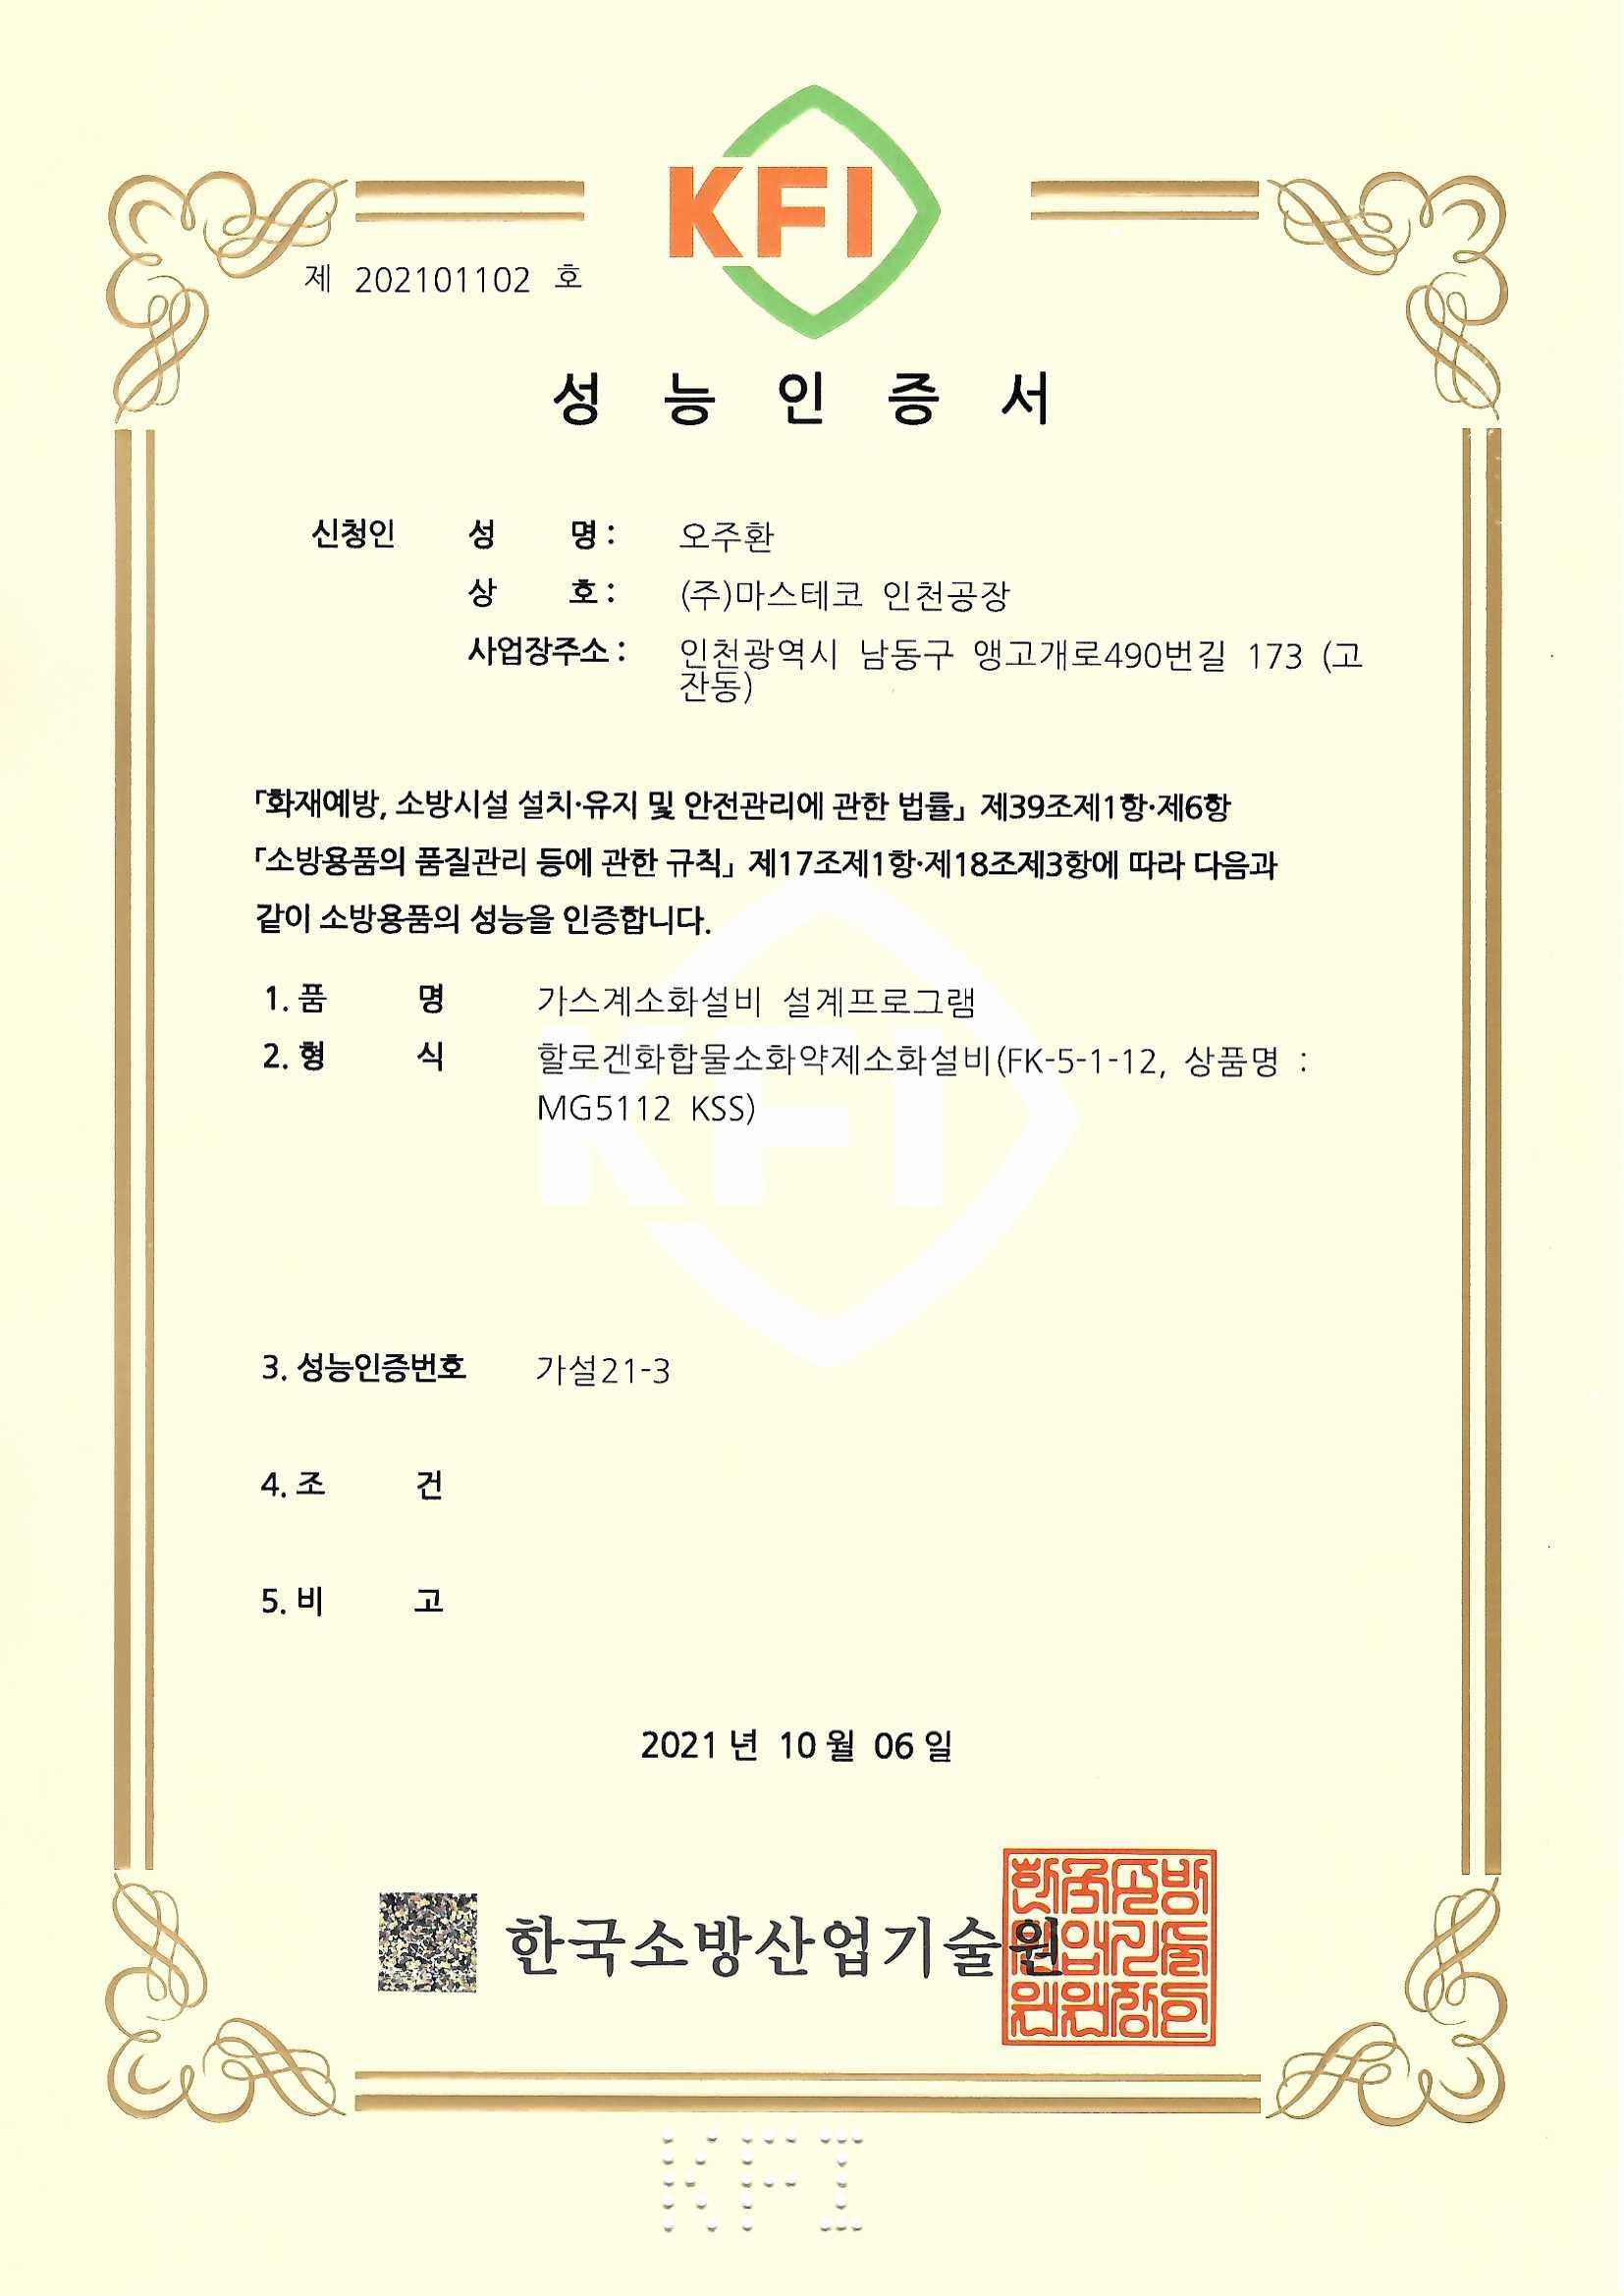 KFI
제 202101102 호
성 능 인 증 서
신청인 성 명 : 오주환
상 호 : (주)마스테코 인천공장
사업장주소 : 인천광역시 남동구 앵고개로490번길 173 (고
잔동)
「화재예방, 소방시설 설치·유지 및 안전관리에 관한 법률」 제39조제1항·제6항
「소방용품의 품질관리 등에 관한 규칙」 제17조제1항·제18조제3항에 따라 다음과
같이 소방용품의 성능을 인증합니다.
1. 품 명 가스계소화설비 설계프로그램
2. 형 식 할로겐화합물소화약제소화설비(FK-5-1-12, 상품명 :
MG5112 KSS)
KFI
3. 성능인증번호 가설21-3
4. 조 건
5. 비 고
2021 년 10 월 06 일
한국소방산업기술원
KFI